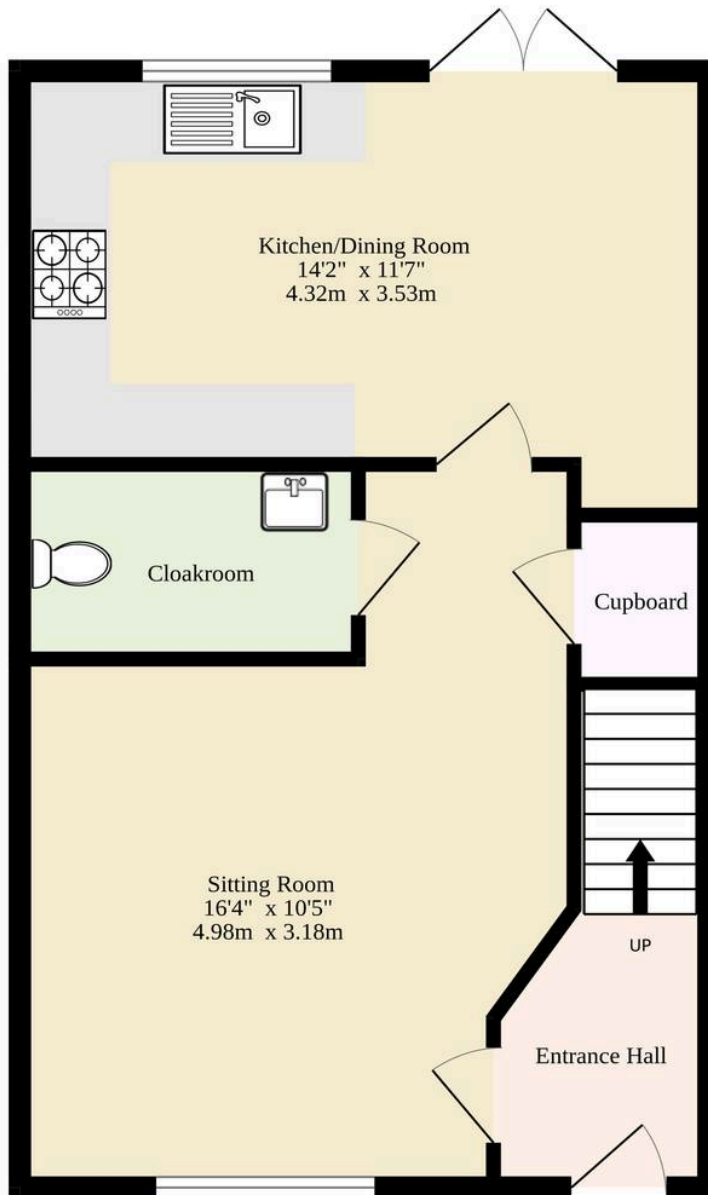 Kitchen/Dining Room
14'2" x 11'7"
4.32m x 3.53m
Cloakroom
Cupboard
Sitting Room
16'4" x 10'5"
4.98m x 3.18m
UP
Entrance Hall